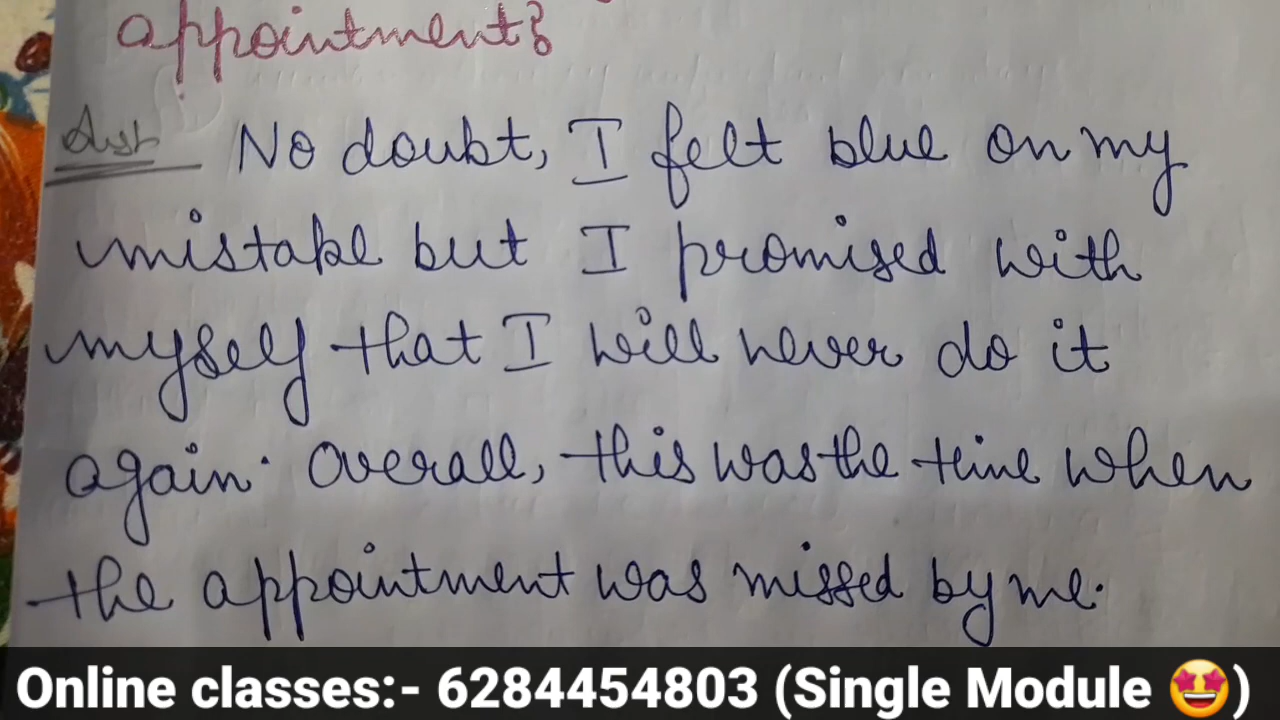 appointment?
Ans No doubt, I felt blue on my
mistake but I promised with
myself that I will never do it
again. Overall, this was the time when
the appointment was missed by me.
Online classes:- 6284454803 (Single Module 🤩)